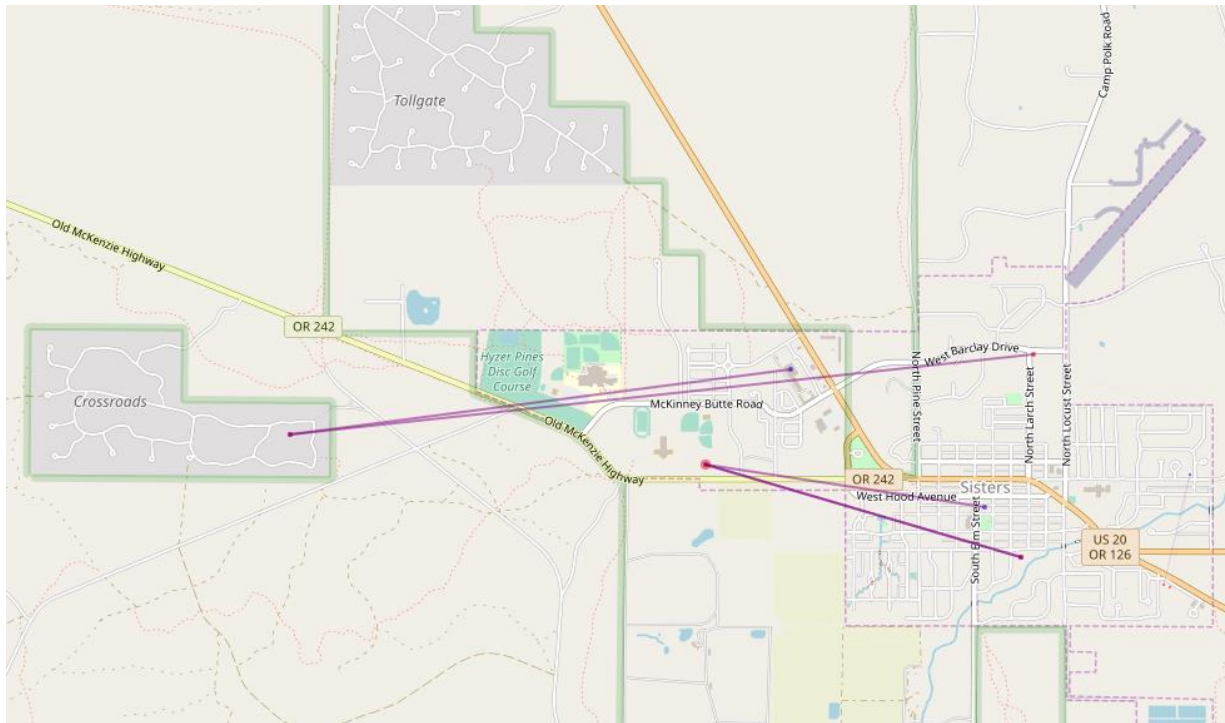 Camp Polk Road
Tollgate
Old McKenzie Highway
OR 242
Hyzer Pines
Disc Golf
Course
West Barclay Drive
North Pine Street
North Larch Street
North Locust Street
Crossroads
McKinney Butte Road
Old McKenzie Highway
OR 242
Sisters
West Hood Avenue
South Elm Street
US 20
OR 126